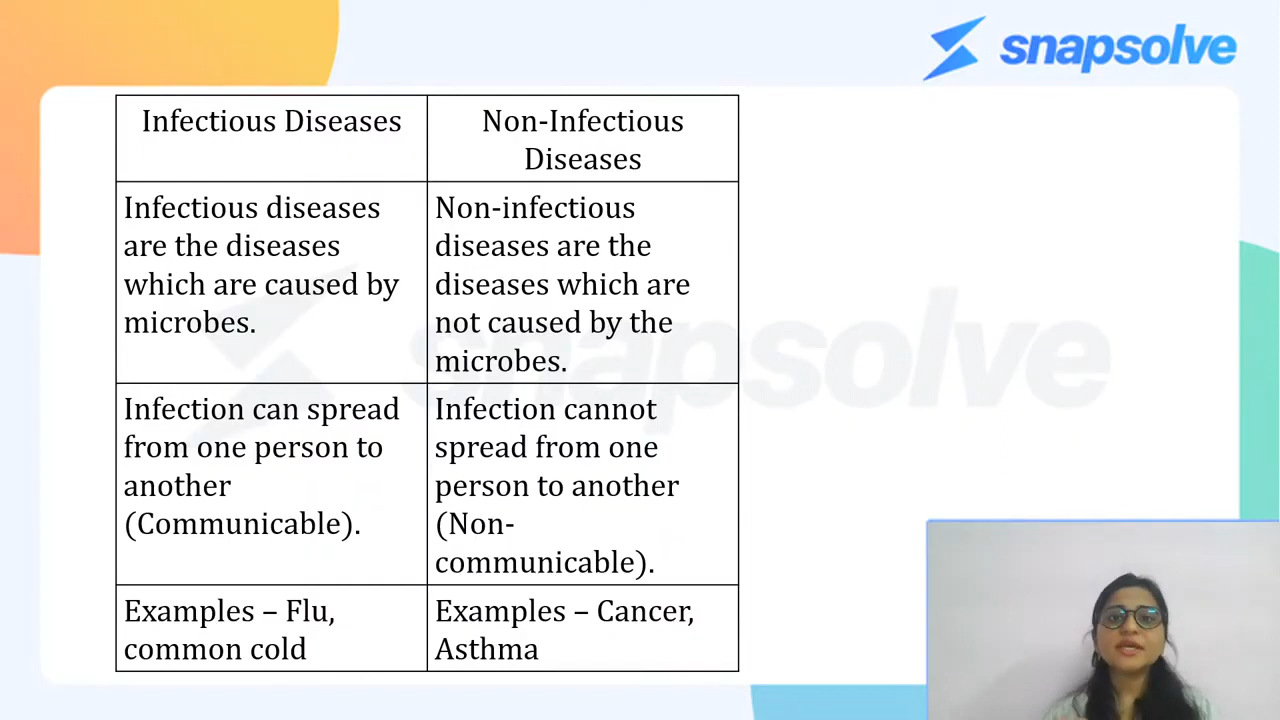 snapsolve
Infectious Diseases
Non-Infectious
Diseases
Infectious diseases
are the diseases
which are caused by
microbes.
Non-infectious
diseases are the
diseases which are
not caused by the
microbes.
Infection can spread
from one person to
another
(Communicable).
Infection cannot
spread from one
person to another
(Non-
communicable).
Examples – Flu,
common cold
Examples – Cancer,
Asthma
snapsolve